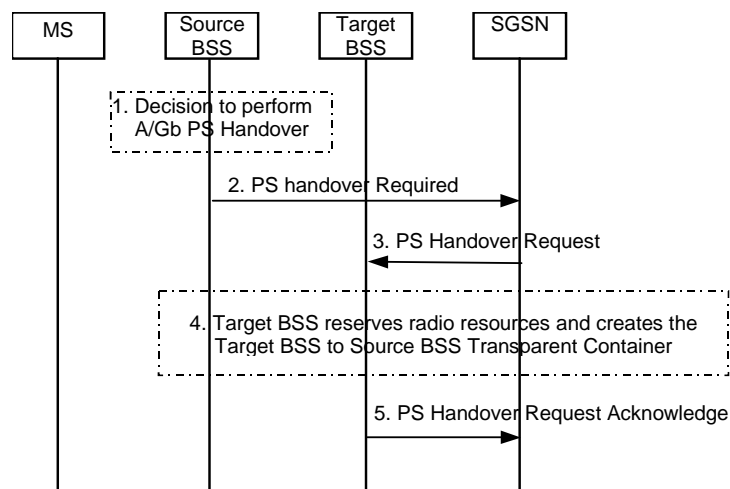 MS
Source
BSS
Target
BSS
SGSN
1. Decision to perform
A/Gb PS Handover
2. PS handover Required
3. PS Handover Request
4. Target BSS reserves radio resources and creates the
Target BSS to Source BSS Transparent Container
5. PS Handover Request Acknowledge